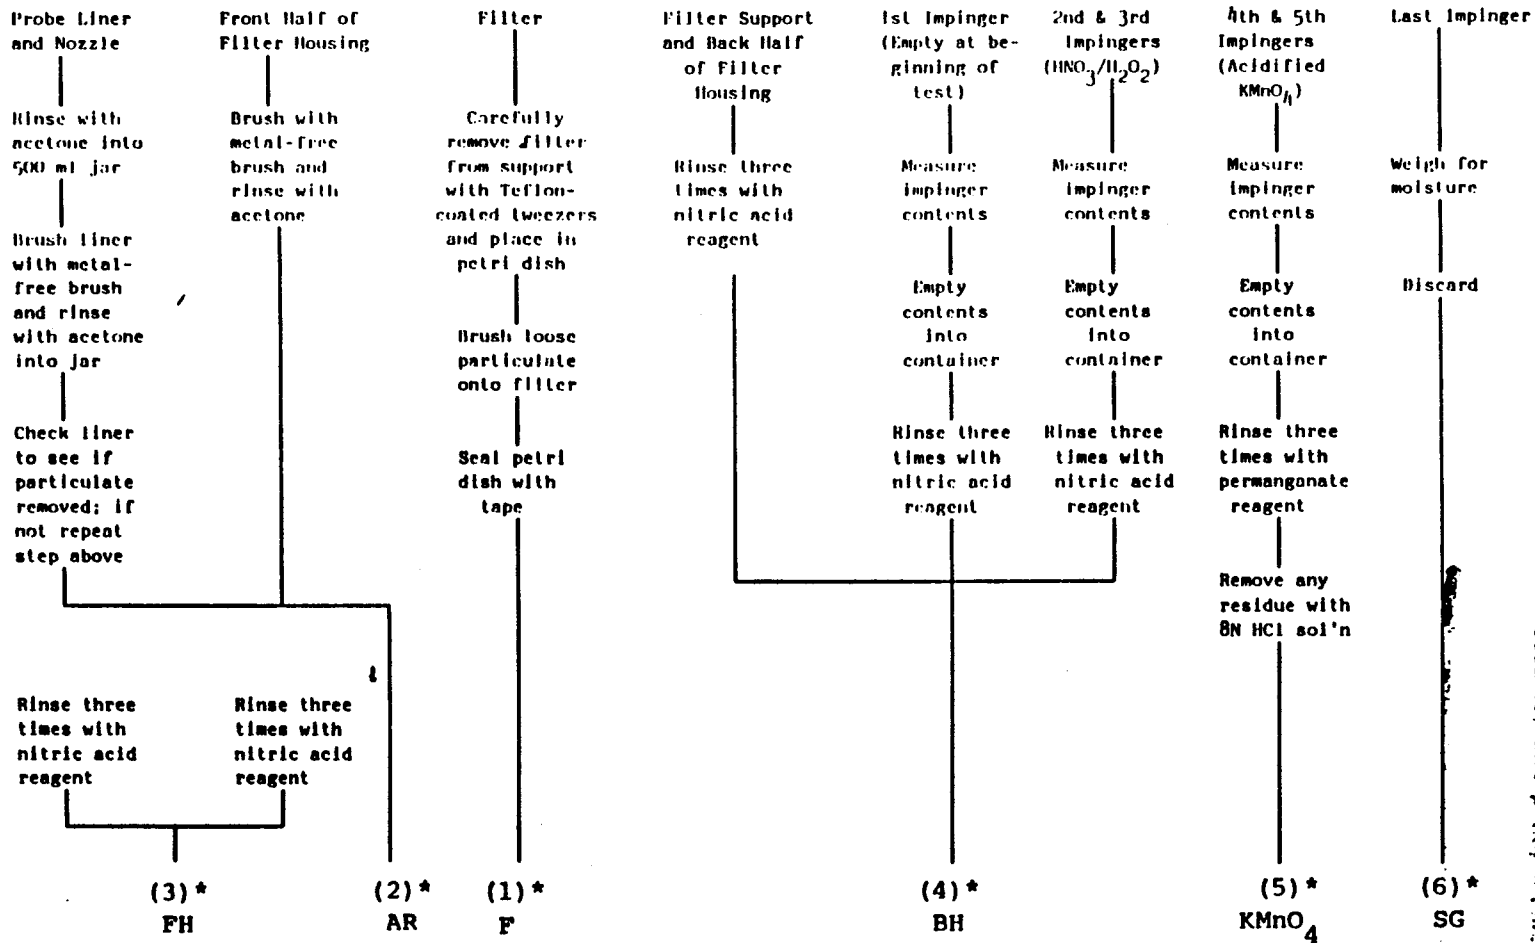 Probe Liner
and Nozzle
Rinse with
acetone into
500 ml jar
Brush liner
with metal-
free brush
and rinse
with acetone
into jar
Check liner
to see if
particulate
removed; if
not repeat
step above
Rinse three
times with
nitric acid
reagent
Front Half of
Filter Housing
Brush with
metal-free
brush and
rinse with
acetone
Rinse three
times with
nitric acid
reagent
(3)*
FH
(2)*
AR
Filter
Carefully
remove filter
from support
with Teflon-
coated tweezers
and place in
petri dish
Brush loose
particulate
onto filter
Seal petri
dish with
tape
(1)*
F
Filter Support
and Back Half
of Filter
Housing
Rinse three
times with
nitric acid
reagent
1st Impinger
(Empty at be-
ginning of
test)
Measure
impinger
contents
Empty
contents
into
container
Rinse three
times with
nitric acid
reagent
2nd & 3rd
Impingers
(HNO3/H2O2)
Measure
impinger
contents
Empty
contents
into
container
Rinse three
times with
nitric acid
reagent
(4)*
BH
4th & 5th
Impingers
(Acidified
KMnO4)
Measure
impinger
contents
Empty
contents
into
container
Rinse three
times with
permanganate
reagent
Remove any
residue with
8N HCl sol'n
(5)*
KMnO4
Last Impinger
Weigh for
moisture
Discard
(6)*
SG